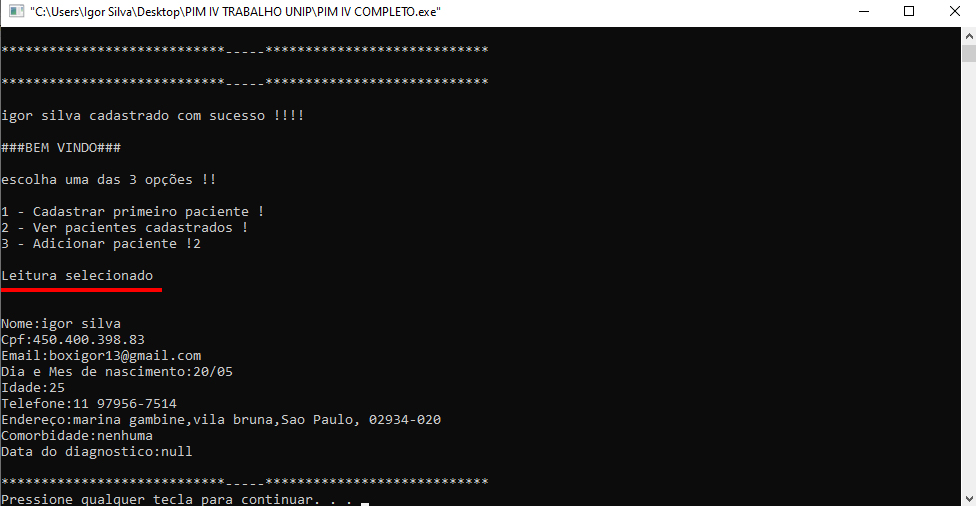 "C:\Users\Igor Silva\Desktop\PIM IV TRABALHO UNIP\PIM IV COMPLETO.exe"
****************************-----****************************
****************************-----****************************
igor silva cadastrado com sucesso !!!!
###BEM VINDO###
escolha uma das 3 opções !!
1 - Cadastrar primeiro paciente !
2 - Ver pacientes cadastrados !
3 - Adicionar paciente !2
Leitura selecionado
Nome:igor silva
Cpf:450.400.398.83
Email:boxigor13@gmail.com
Dia e Mes de nascimento:20/05
Idade:25
Telefone:11 97956-7514
Endereço:marina gambine,vila bruna,Sao Paulo, 02934-020
Comorbidade:nenhuma
Data do diagnostico:null
****************************-----****************************
Pressione qualquer tecla para continuar. . .